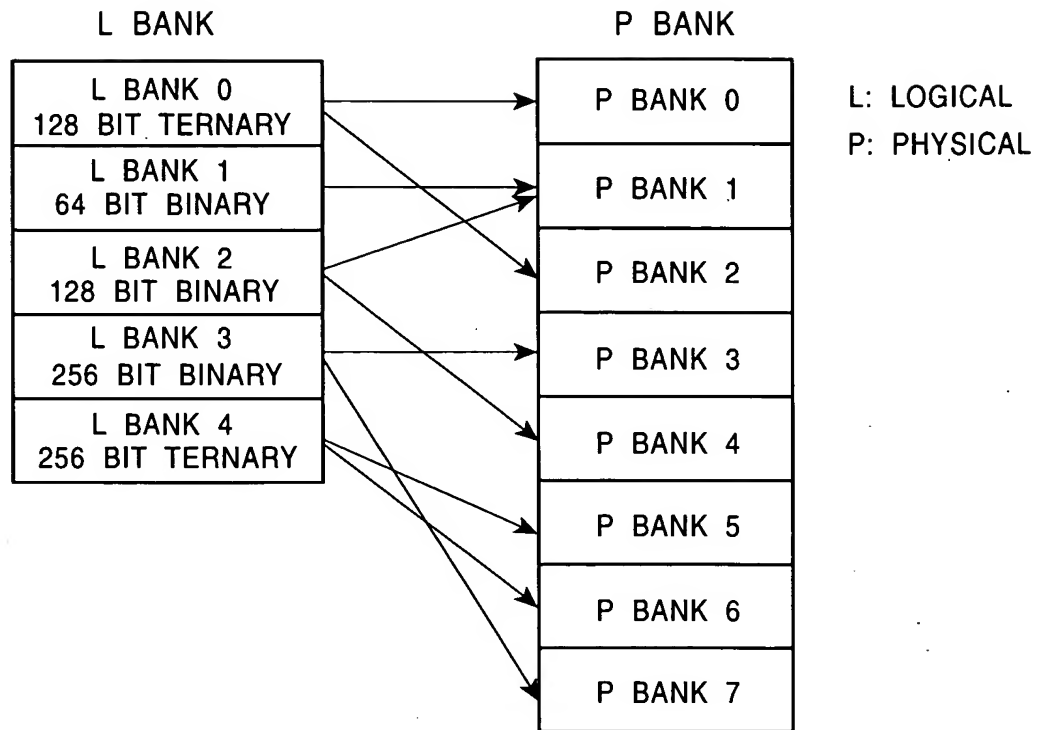 L BANK
L BANK 0
128 BIT TERNARY
L BANK 1
64 BIT BINARY
L BANK 2
128 BIT BINARY
L BANK 3
256 BIT BINARY
L BANK 4
256 BIT TERNARY
P BANK
P BANK 0
P BANK 1
P BANK 2
P BANK 3
P BANK 4
P BANK 5
P BANK 6
P BANK 7
L: LOGICAL
P: PHYSICAL